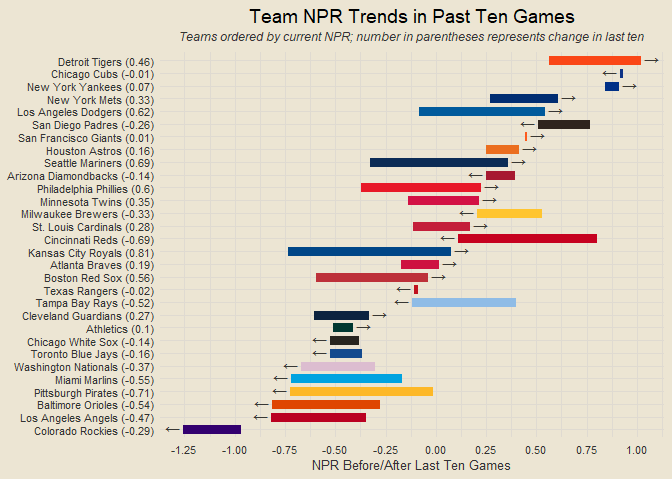 Team NPR Trends in Past Ten Games
Teams ordered by current NPR; number in parentheses represents change in last ten
Detroit Tigers (0.46)
Chicago Cubs (-0.01)
New York Yankees (0.07)
New York Mets (0.33)
Los Angeles Dodgers (0.62)
San Diego Padres (-0.26)
San Francisco Giants (0.01)
Houston Astros (0.16)
Seattle Mariners (0.69)
Arizona Diamondbacks (-0.14)
Philadelphia Phillies (0.6)
Minnesota Twins (0.35)
Milwaukee Brewers (-0.33)
St. Louis Cardinals (0.28)
Cincinnati Reds (-0.69)
Kansas City Royals (0.81)
Atlanta Braves (0.19)
Boston Red Sox (0.56)
Texas Rangers (-0.02)
Tampa Bay Rays (-0.52)
Cleveland Guardians (0.27)
Athletics (0.1)
Chicago White Sox (-0.14)
Toronto Blue Jays (-0.16)
Washington Nationals (-0.37)
Miami Marlins (-0.55)
Pittsburgh Pirates (-0.71)
Baltimore Orioles (-0.54)
Los Angeles Angels (-0.47)
Colorado Rockies (-0.29)
-1.25 -1.00 -0.75 -0.50 -0.25 0.00 0.25 0.50 0.75 1.00
NPR Before/After Last Ten Games